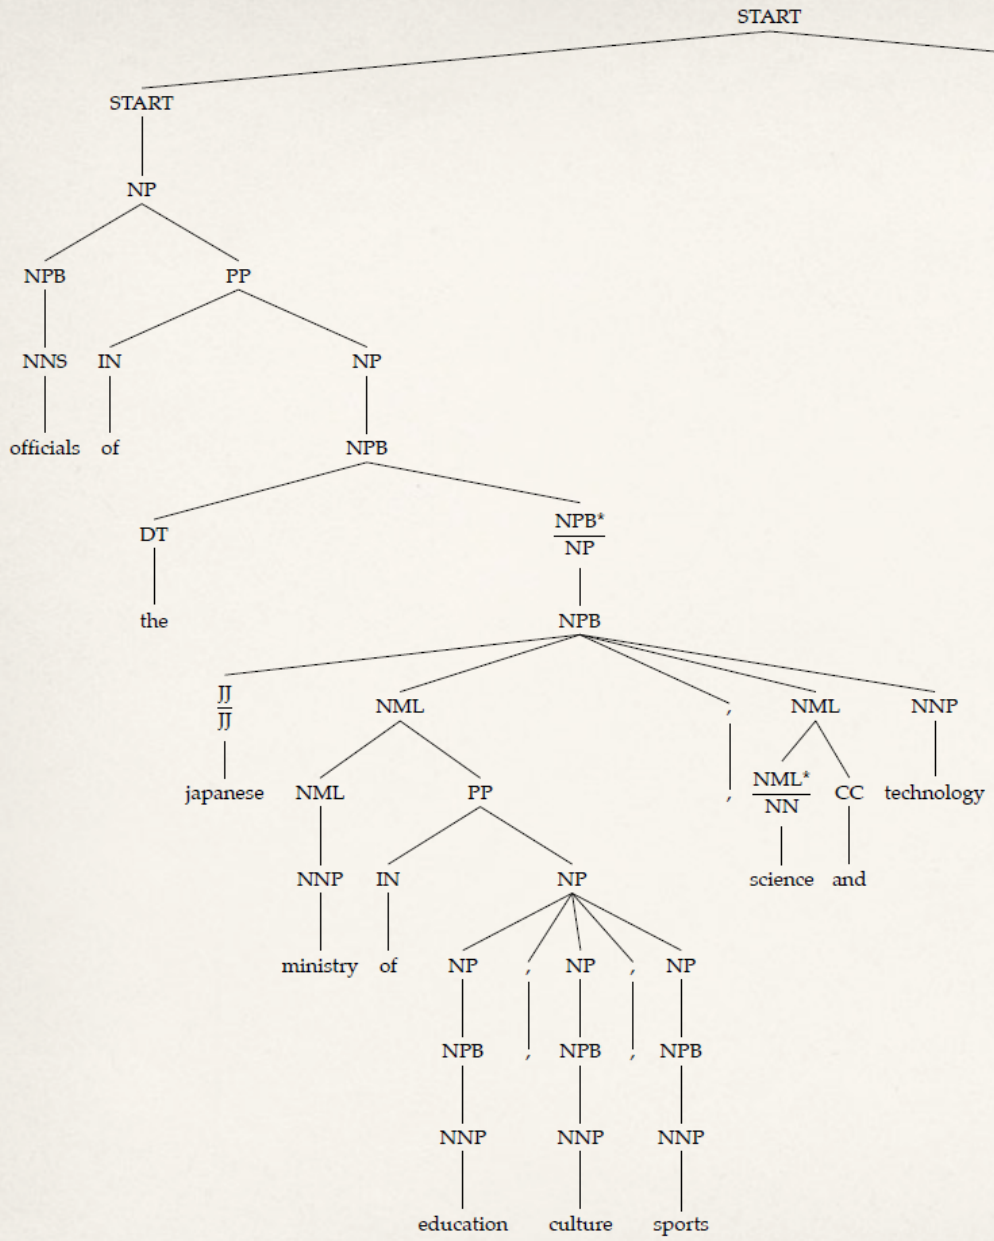 START
START
NP
NPB PP
NNS IN NP
officials of NPB
DT NPB*
NP
the NPB
JJ
JJ NML , NML NNP
japanese NML PP , NML*
NN CC technology
NNP IN NP science and
ministry of NP , NP , NP
NPB , NPB , NPB
NNP NNP NNP
education culture sports